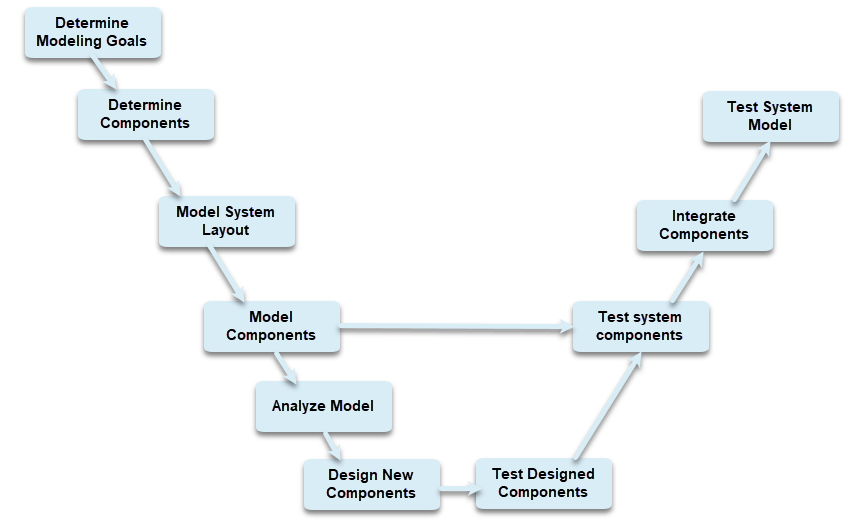 Determine
Modeling Goals
Determine
Components
Model System
Layout
Model
Components
Analyze Model
Design New
Components
Test Designed
Components
Test system
components
Integrate
Components
Test System
Model